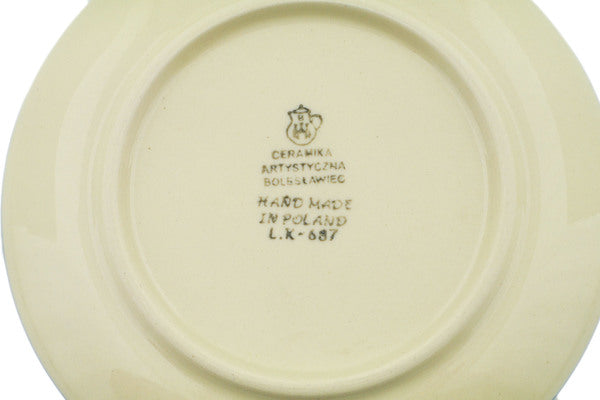 CERAMIKA
ARTYSTYCZNA
BOLESŁAWIEC
HAND MADE
IN POLAND
L.K-687